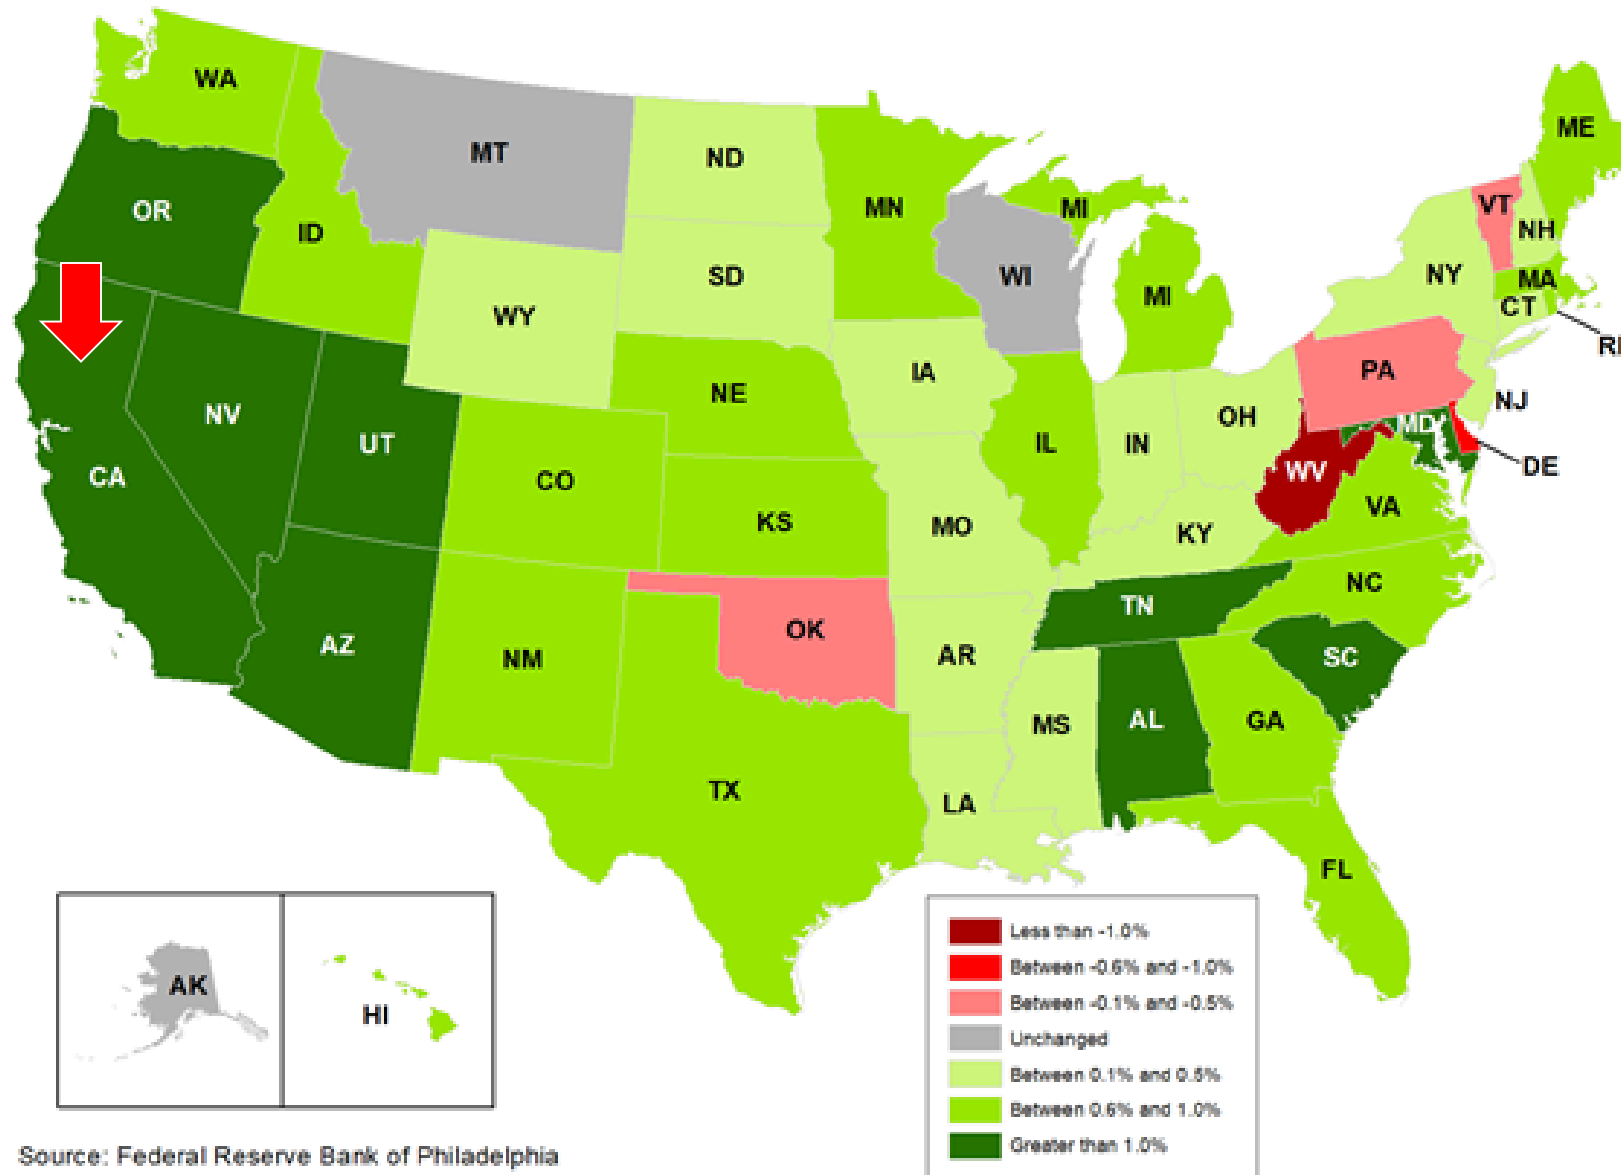 WA
MT
ND
MN
MI
ME
OR
ID
SD
WI
MI
VT
NH
NY
MA
CT
RI
WY
IA
PA
NJ
NV
UT
NE
IL
IN
OH
MD
DE
CA
CO
KS
MO
WV
VA
KY
NC
AZ
NM
OK
AR
TN
SC
MS
AL
GA
TX
LA
FL
AK
HI
Less than -1.0%
Between -0.6% and -1.0%
Between -0.1% and -0.5%
Unchanged
Between 0.1% and 0.5%
Between 0.6% and 1.0%
Greater than 1.0%
Source: Federal Reserve Bank of Philadelphia